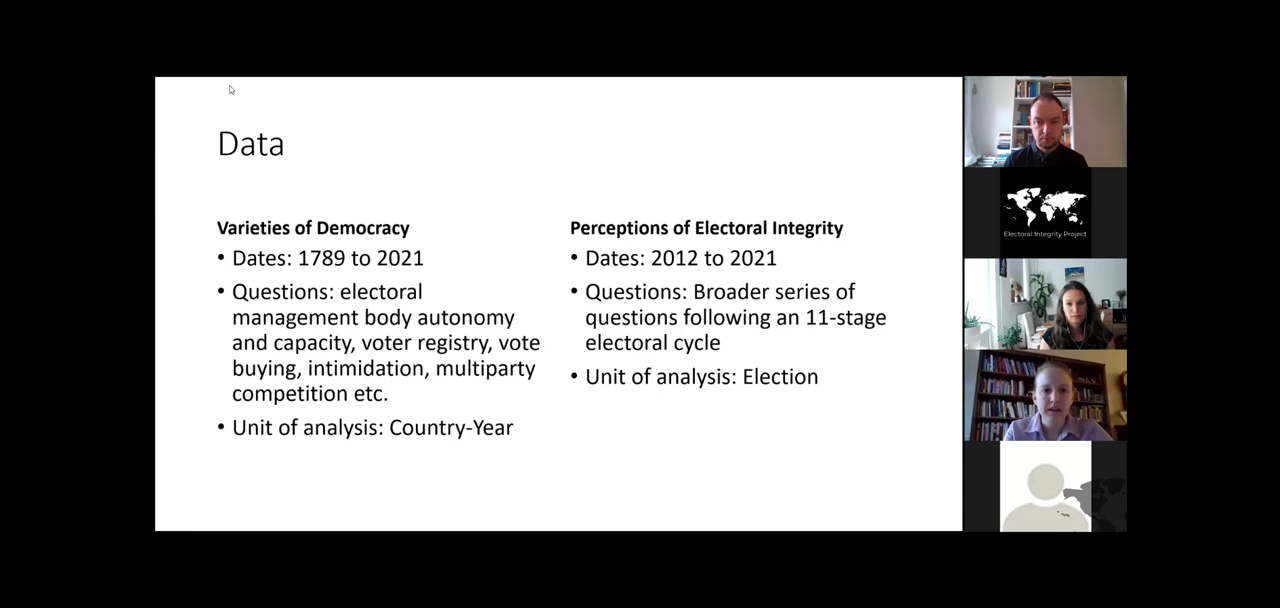 Data
Varieties of Democracy
• Dates: 1789 to 2021
• Questions: electoral
management body autonomy
and capacity, voter registry, vote
buying, intimidation, multiparty
competition etc.
• Unit of analysis: Country-Year
Perceptions of Electoral Integrity
• Dates: 2012 to 2021
• Questions: Broader series of
questions following an 11-stage
electoral cycle
• Unit of analysis: Election
Electoral Integrity Project